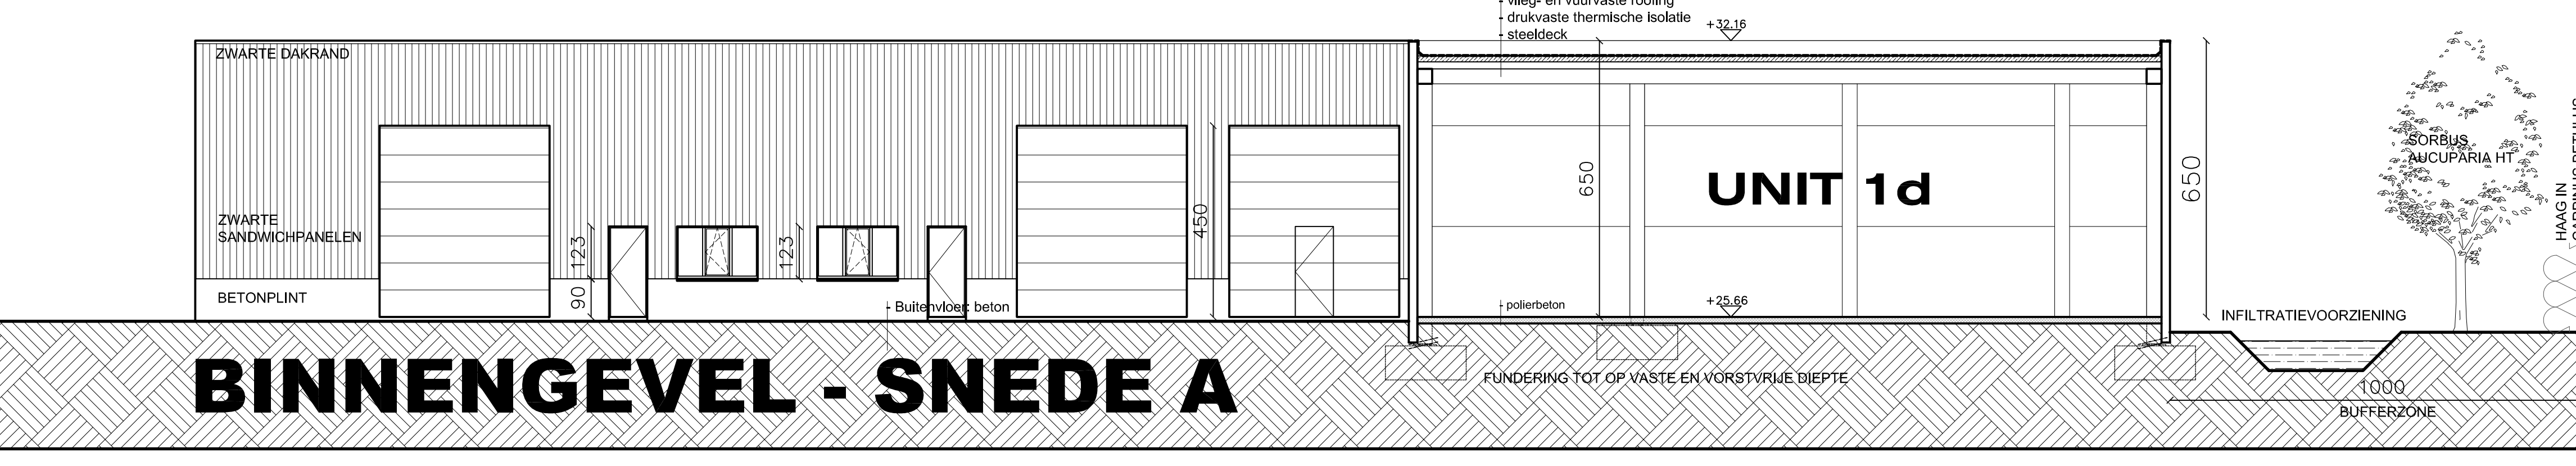 - vlieg- en vuurvaste roofing
- drukvaste thermische isolatie
- steeldeck
+32.16
ZWARTE DAKRAND
ZWARTE
SANDWICHPANELEN
BETONPLINT
123
90
123
450
- Buitenvloer: beton
650
UNIT 1d
- polierbeton
+25.66
650
SORBUS
AUCUPARIA HT
HAAG IN
INFILTRATIEVOORZIENING
BINNENGEVEL - SNEDE A
FUNDERING TOT OP VASTE EN VORSTVRIJE DIEPTE
1000
BUFFERZONE